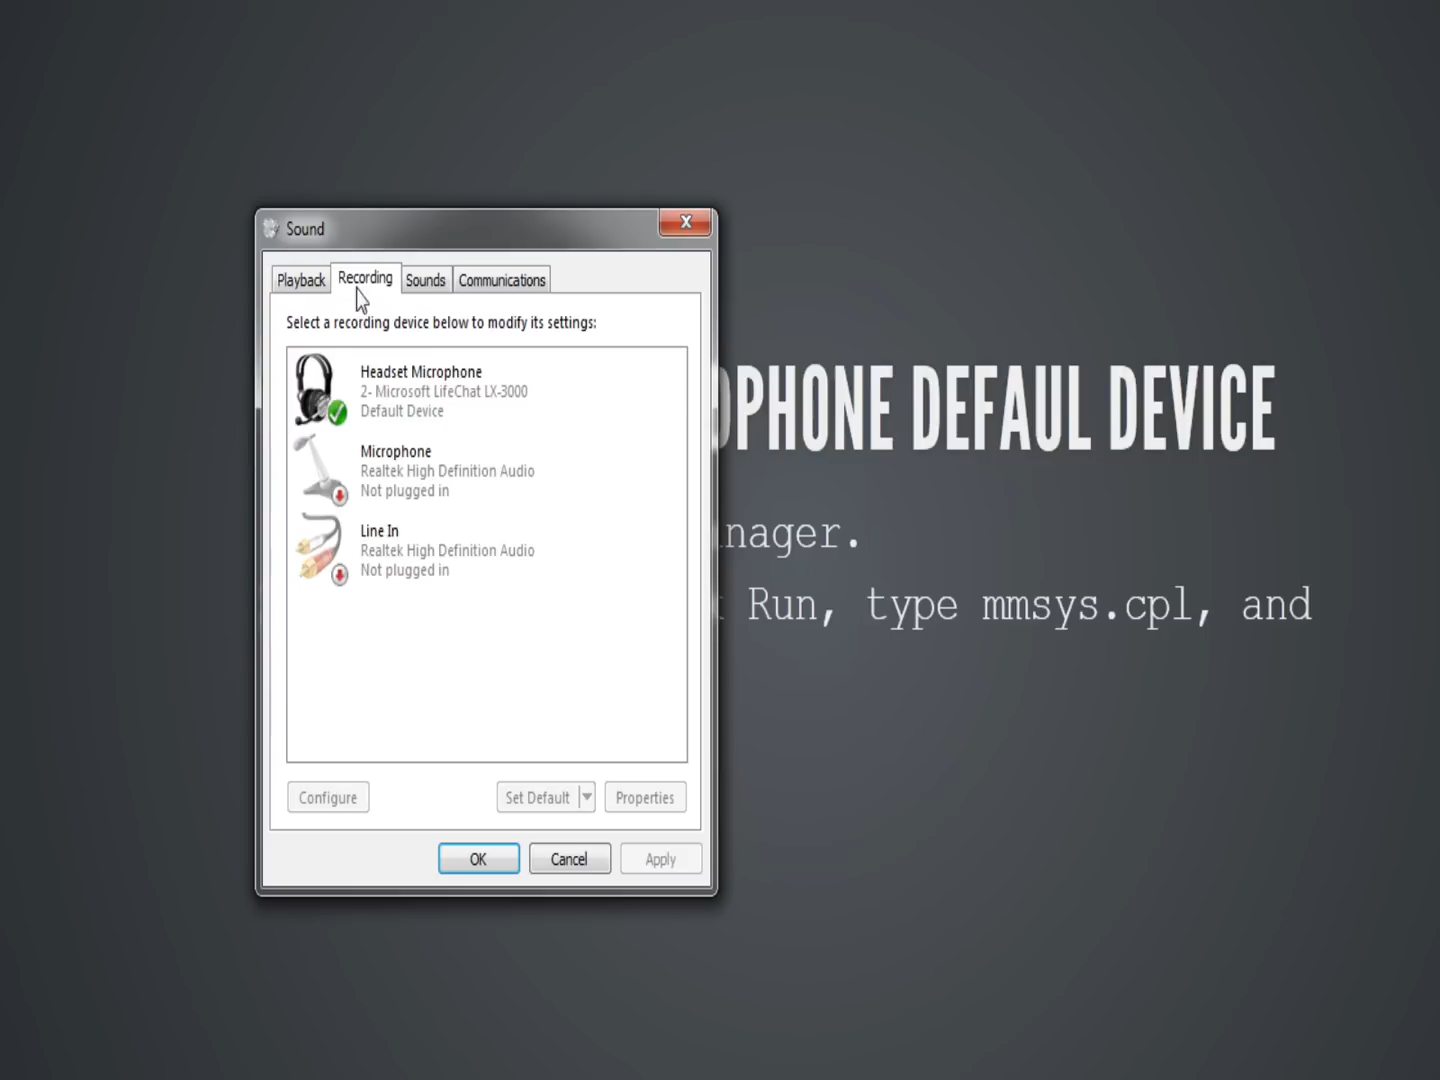 Sound
X
Playback Recording Sounds Communications
Select a recording device below to modify its settings:
Headset Microphone
2- Microsoft LifeChat LX-3000
Default Device
Microphone
Realtek High Definition Audio
Not plugged in
Line In
Realtek High Definition Audio
Not plugged in
Configure Set Default Properties
OK Cancel Apply
OPHONE DEFAUL DEVICE
nager.
Run, type mmsys.cpl, and